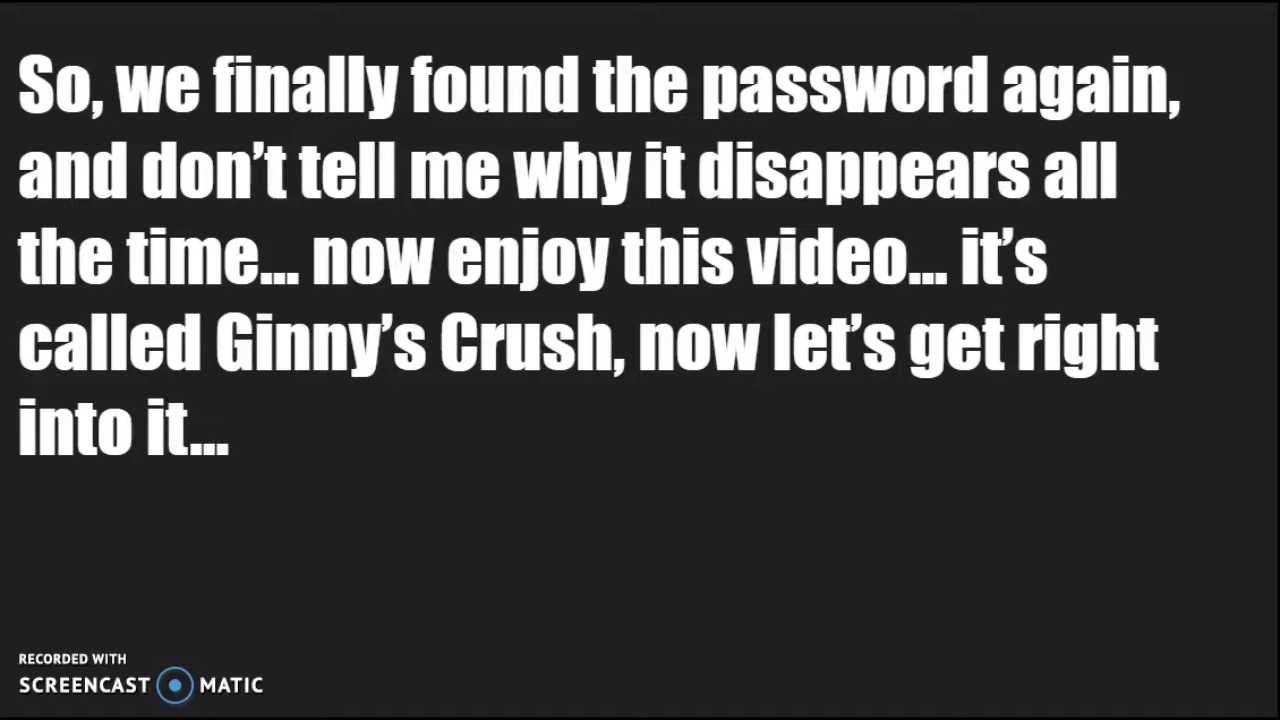 So, we finally found the password again,
and don’t tell me why it disappears all
the time... now enjoy this video... it’s
called Ginny’s Crush, now let’s get right
into it...
RECORDED WITH
SCREENCAST MATIC